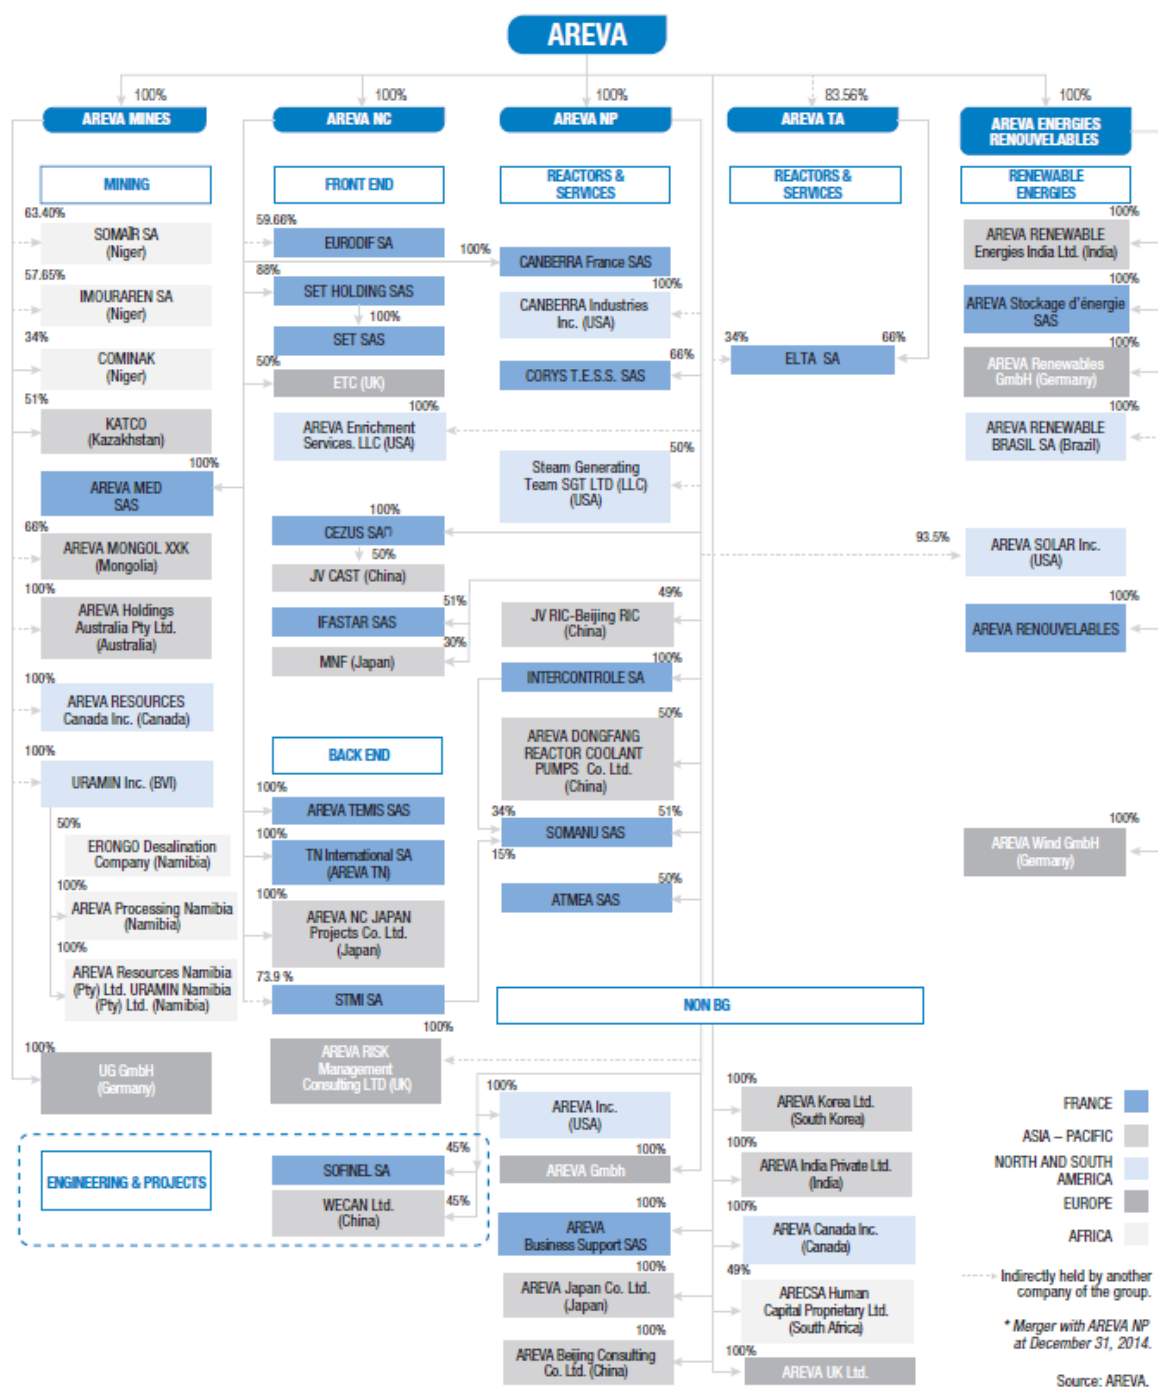 AREVA
100%
AREVA MINES
100%
AREVA NC
100%
AREVA NP
83.56%
AREVA TA
100%
AREVA ENERGIES
RENOUVELABLES
MINING
63.40%
SOMAÏR SA
(Niger)
57.65%
IMOURAREN SA
(Niger)
34%
COMINAK
(Niger)
51%
KATCO
(Kazakhstan)
100%
AREVA MED
SAS
66%
AREVA MONGOL XXK
(Mongolia)
100%
AREVA Holdings
Australia Pty Ltd.
(Australia)
100%
AREVA RESOURCES
Canada Inc. (Canada)
100%
URAMIN Inc. (BVI)
50%
ERONGO Desalination
Company (Namibia)
100%
AREVA Processing Namibia
(Namibia)
100%
AREVA Resources Namibia
(Pty) Ltd. URAMIN Namibia
(Pty) Ltd. (Namibia)
100%
UG GmbH
(Germany)
ENGINEERING & PROJECTS
FRONT END
59.66%
EURODIF SA
88%
SET HOLDING SAS
100%
SET SAS
50%
ETC (UK)
100%
AREVA Enrichment
Services. LLC (USA)
100%
CEZUS SA(*)
50%
JV CAST (China)
51%
IFASTAR SAS
30%
MNF (Japan)
BACK END
100%
AREVA TEMIS SAS
100%
TN International SA
(AREVA TN)
100%
AREVA NC JAPAN
Projects Co. Ltd.
(Japan)
73.9 %
STMI SA
100%
AREVA RISK
Management
Consulting LTD (UK)
45%
SOFINEL SA
WECAN Ltd.
(China)
45%
REACTORS &
SERVICES
100%
CANBERRA France SAS
100%
CANBERRA Industries
Inc. (USA)
66%
CORYS T.E.S.S. SAS
50%
Steam Generating
Team SGT LTD (LLC)
(USA)
49%
JV RIC-Beijing RIC
(China)
100%
INTERCONTROLE SA
50%
AREVA DONGFANG
REACTOR COOLANT
PUMPS Co. Ltd.
(China)
34%
51%
SOMANU SAS
15%
50%
ATMEA SAS
NON BG
100%
AREVA Inc.
(USA)
100%
AREVA Gmbh
100%
AREVA
Business Support SAS
100%
AREVA Japan Co. Ltd.
(Japan)
100%
AREVA Beijing Consulting
Co. Ltd. (China)
100%
AREVA Korea Ltd.
(South Korea)
100%
AREVA India Private Ltd.
(India)
100%
AREVA Canada Inc.
(Canada)
49%
ARECSA Human
Capital Proprietary Ltd.
(South Africa)
100%
AREVA UK Ltd.
REACTORS &
SERVICES
34%
66%
ELTA SA
RENEWABLE
ENERGIES
100%
AREVA RENEWABLE
Energies India Ltd. (India)
100%
AREVA Stockage d'énergie
SAS
100%
AREVA Renewables
GmbH (Germany)
100%
AREVA RENEWABLE
BRASIL SA (Brazil)
93.5%
AREVA SOLAR Inc.
(USA)
100%
AREVA RENOUVELABLES
100%
AREVA Wind GmbH
(Germany)
FRANCE
ASIA – PACIFIC
NORTH AND SOUTH
AMERICA
EUROPE
AFRICA
Indirectly held by another
company of the group.
* Merger with AREVA NP
at December 31, 2014.
Source: AREVA.